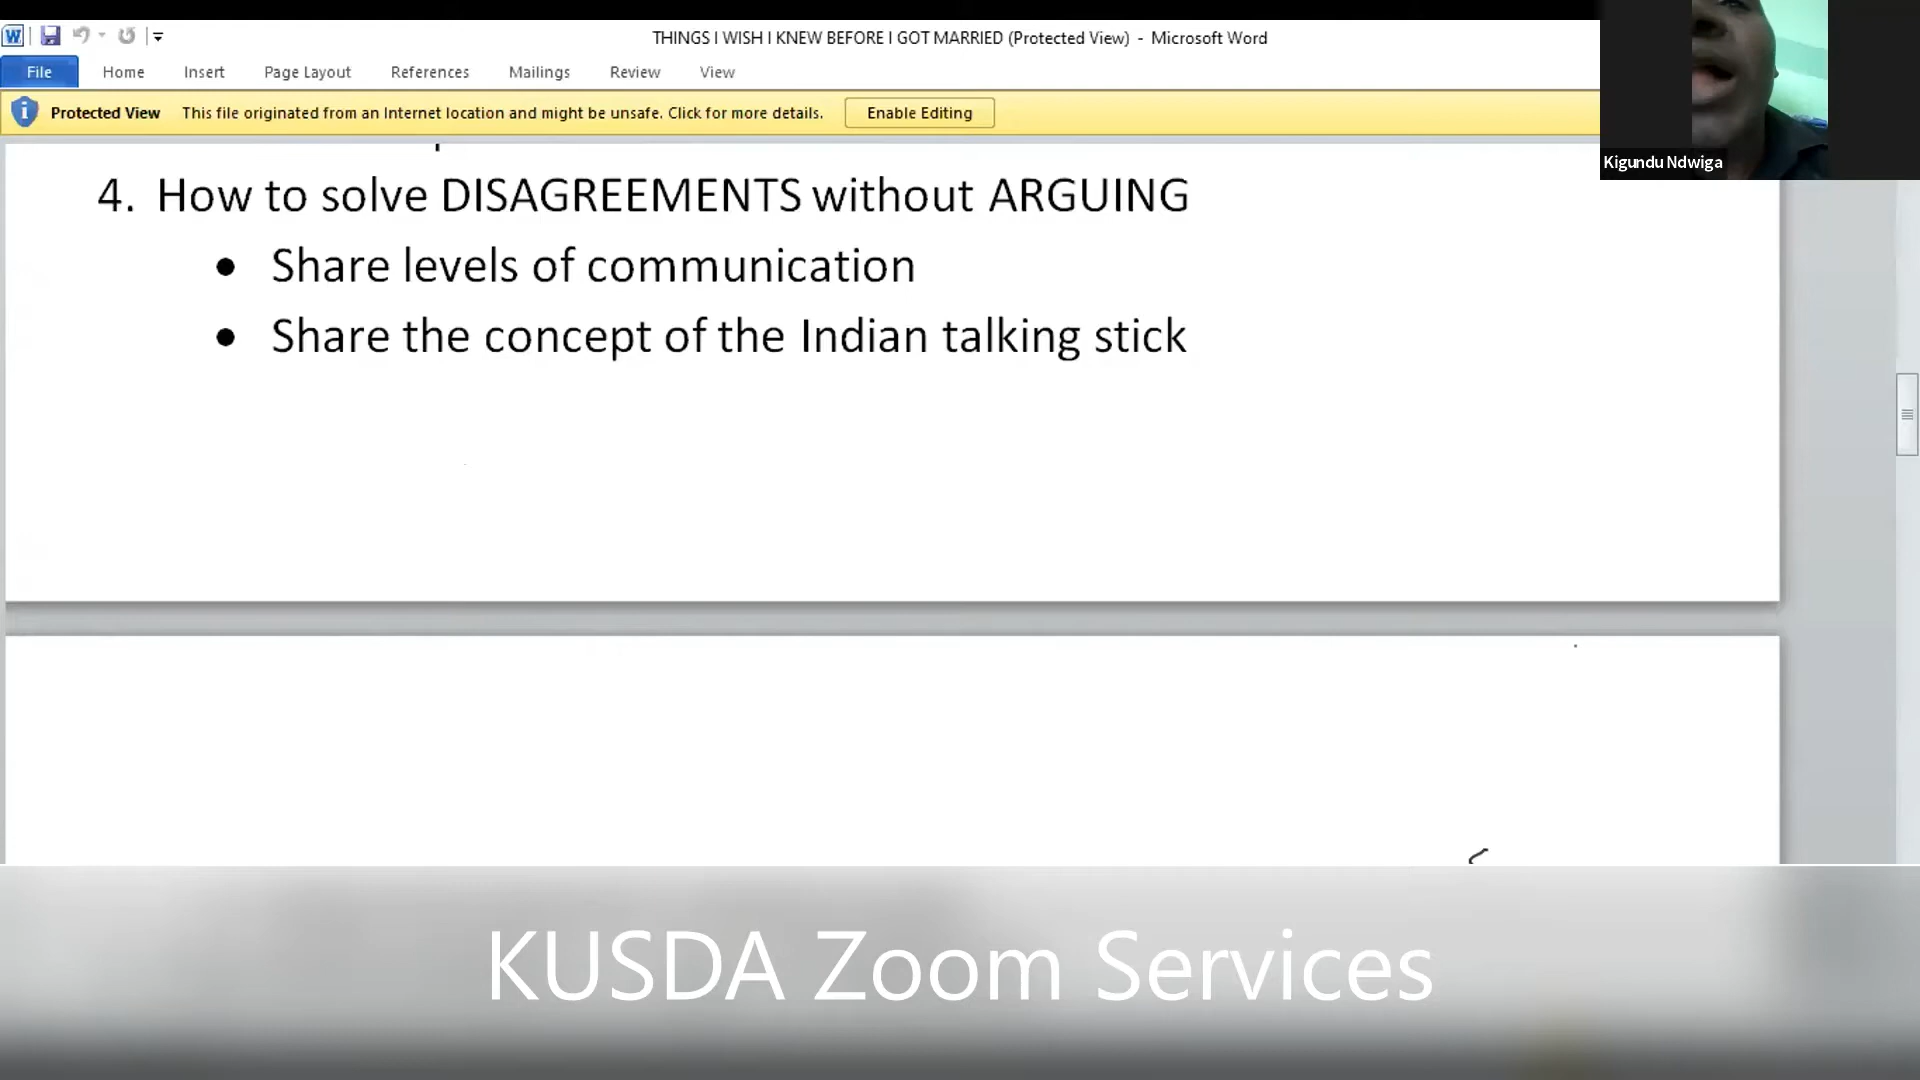 THINGS I WISH I KNEW BEFORE I GOT MARRIED (Protected View) - Microsoft Word
File Home Insert Page Layout References Mailings Review View
Protected View This file originated from an Internet location and might be unsafe. Click for more details. Enable Editing
Kigundu Ndwiga
4. How to solve DISAGREEMENTS without ARGUING
• Share levels of communication
• Share the concept of the Indian talking stick
KUSDA Zoom Services